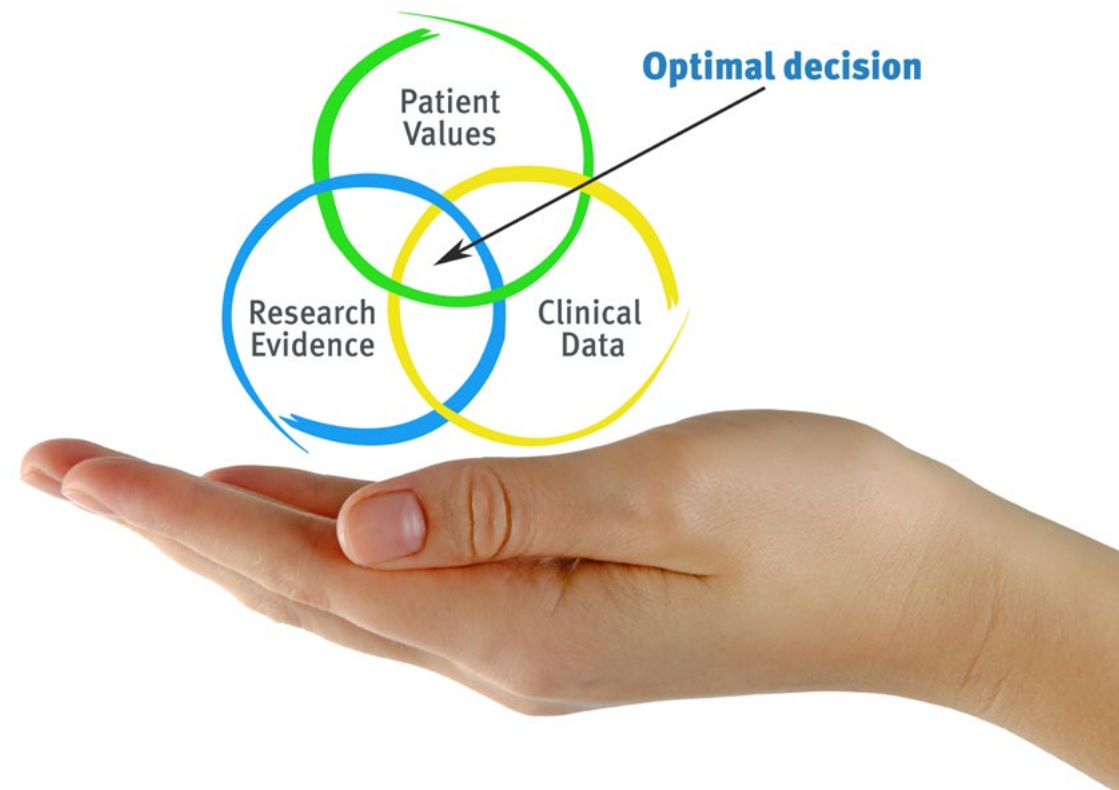 Optimal decision
Patient
Values
Research
Evidence
Clinical
Data